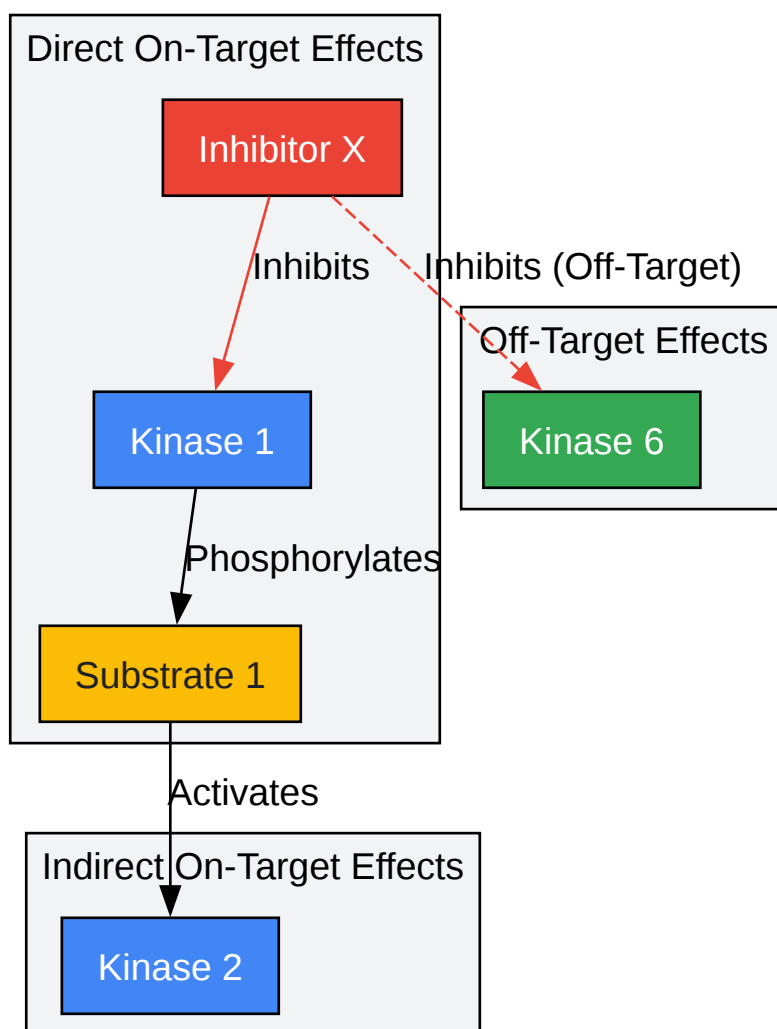 Direct On-Target Effects
Inhibitor X
Inhibits
Inhibits (Off-Target)
Off-Target Effects
Kinase 1
Kinase 6
Phosphorylates
Substrate 1
Activates
Indirect On-Target Effects
Kinase 2